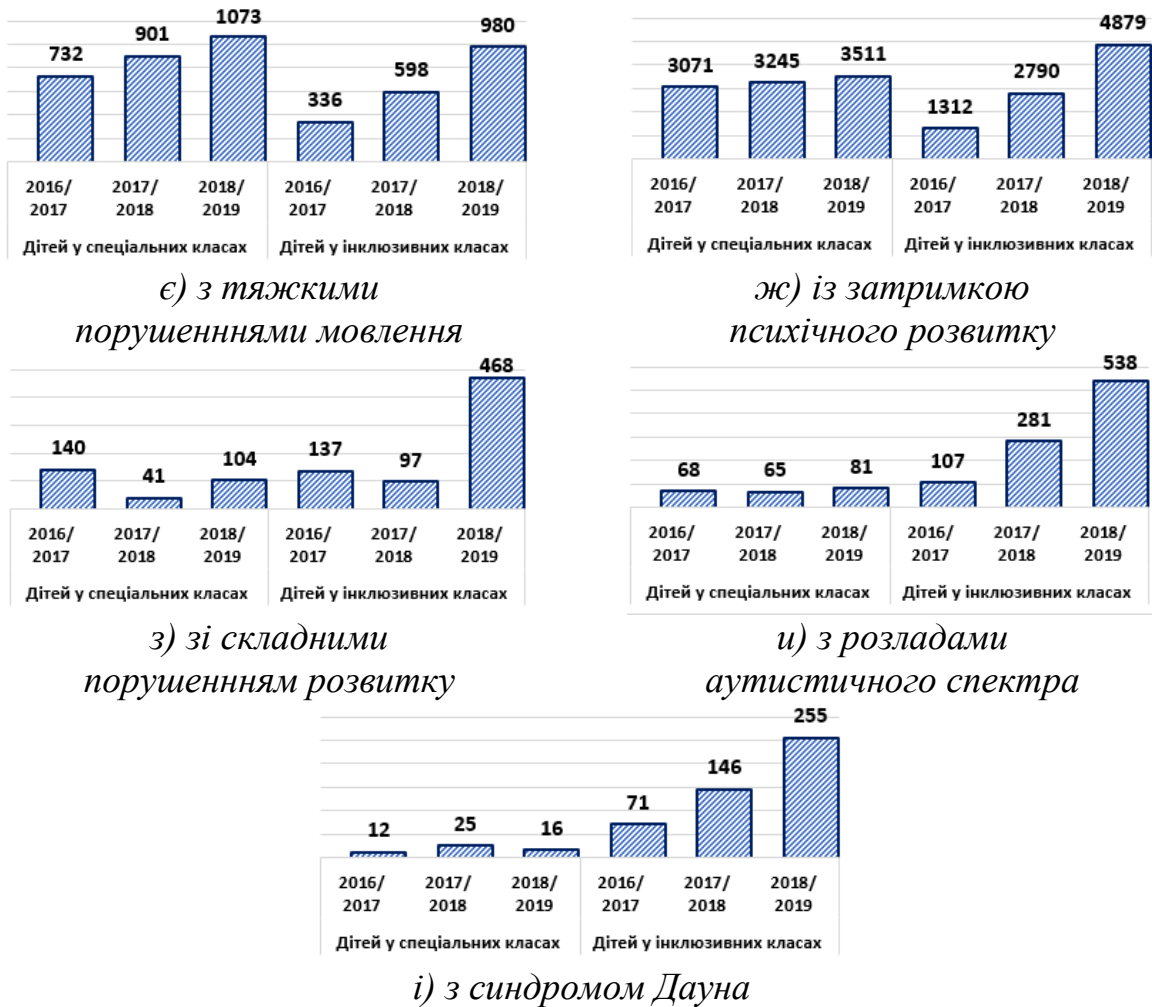 1073
980
901
732
598
336
2016/ 2017/ 2018/ 2016/ 2017/ 2018/
2017 2018 2019 2017 2018 2019
Дітей у спеціальних класах Дітей у інклюзивних класах
є) з тяжкими
порушенннями мовлення
4879
3071 3245 3511
2790
1312
2016/ 2017/ 2018/ 2016/ 2017/ 2018/
2017 2018 2019 2017 2018 2019
Дітей у спеціальних класах Дітей у інклюзивних класах
ж) із затримкою
психічного розвитку
468
140 137
104 97
41
2016/ 2017/ 2018/ 2016/ 2017/ 2018/
2017 2018 2019 2017 2018 2019
Дітей у спеціальних класах Дітей у інклюзивних класах
з) зі складними
порушеннням розвитку
538
281
107
68 65 81
2016/ 2017/ 2018/ 2016/ 2017/ 2018/
2017 2018 2019 2017 2018 2019
Дітей у спеціальних класах Дітей у інклюзивних класах
и) з розладами
аутистичного спектра
255
146
71
12 25 16
2016/ 2017/ 2018/ 2016/ 2017/ 2018/
2017 2018 2019 2017 2018 2019
Дітей у спеціальних класах Дітей у інклюзивних класах
і) з синдромом Дауна